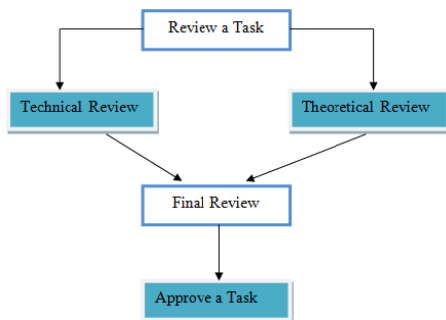 Review a Task
Technical Review
Theoretical Review
Final Review
Approve a Task